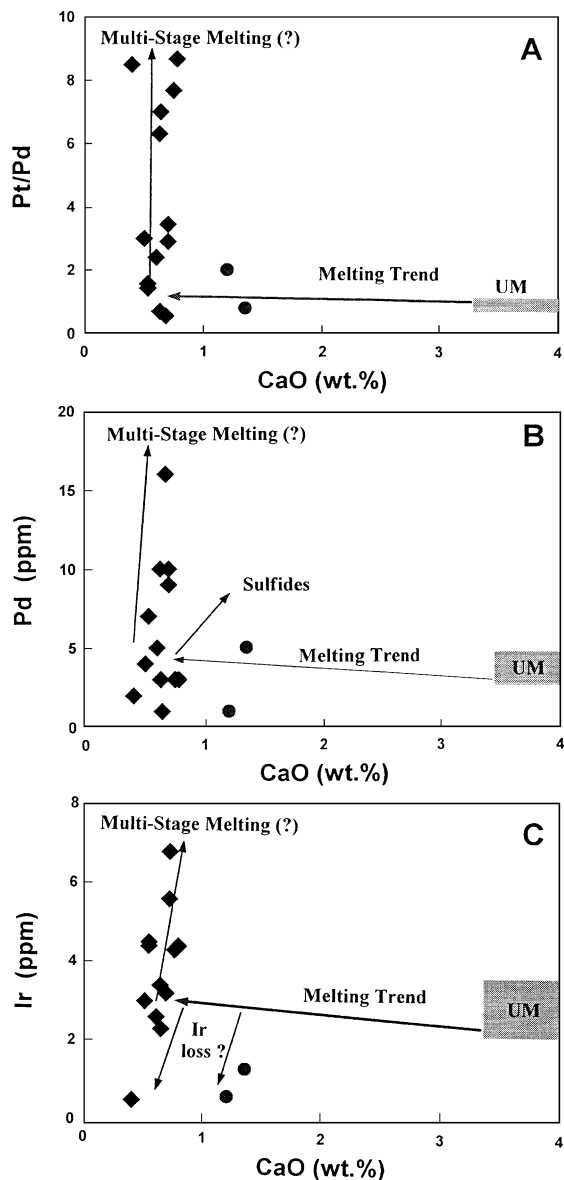 Multi-Stage Melting (?)
A
10
8
6
4
2
0
Pt/Pd
Melting Trend
UM
0
1
2
3
4
CaO (wt.%)
Multi-Stage Melting (?)
B
20
15
10
5
0
Pd (ppm)
Sulfides
Melting Trend
UM
0
1
2
3
4
CaO (wt.%)
Multi-Stage Melting (?)
C
8
6
4
2
0
Ir (ppm)
Melting Trend
UM
Ir
loss ?
0
1
2
3
4
CaO (wt.%)